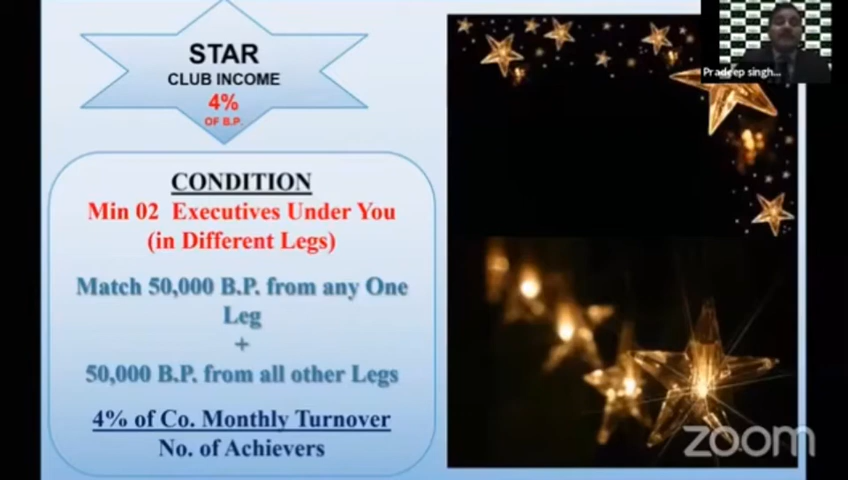 STAR
CLUB INCOME
4%
OF B.P.
Pradeep singh...
CONDITION
Min 02 Executives Under You
(in Different Legs)
Match 50,000 B.P. from any One
Leg
+
50,000 B.P. from all other Legs
4% of Co. Monthly Turnover
No. of Achievers
zoom